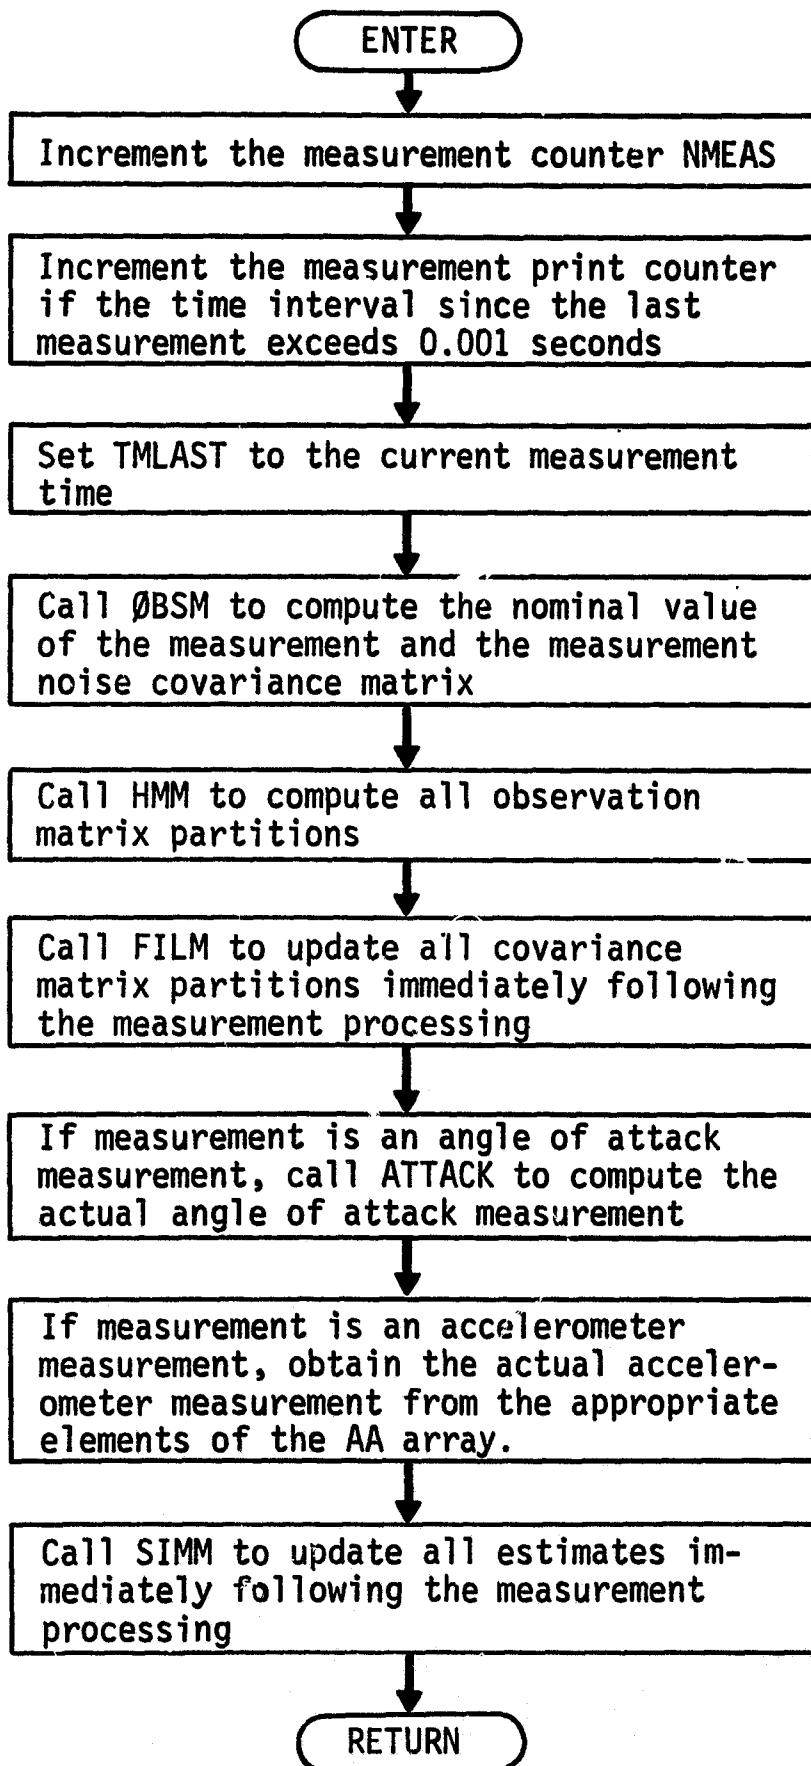 ENTER
Increment the measurement counter NMEAS
Increment the measurement print counter
if the time interval since the last
measurement exceeds 0.001 seconds
Set TMLAST to the current measurement
time
Call ØBSM to compute the nominal value
of the measurement and the measurement
noise covariance matrix
Call HMM to compute all observation
matrix partitions
Call FILM to update all covariance
matrix partitions immediately following
the measurement processing
If measurement is an angle of attack
measurement, call ATTACK to compute the
actual angle of attack measurement
If measurement is an accelerometer
measurement, obtain the actual acceler-
ometer measurement from the appropriate
elements of the AA array.
Call SIMM to update all estimates im-
mediately following the measurement
processing
RETURN